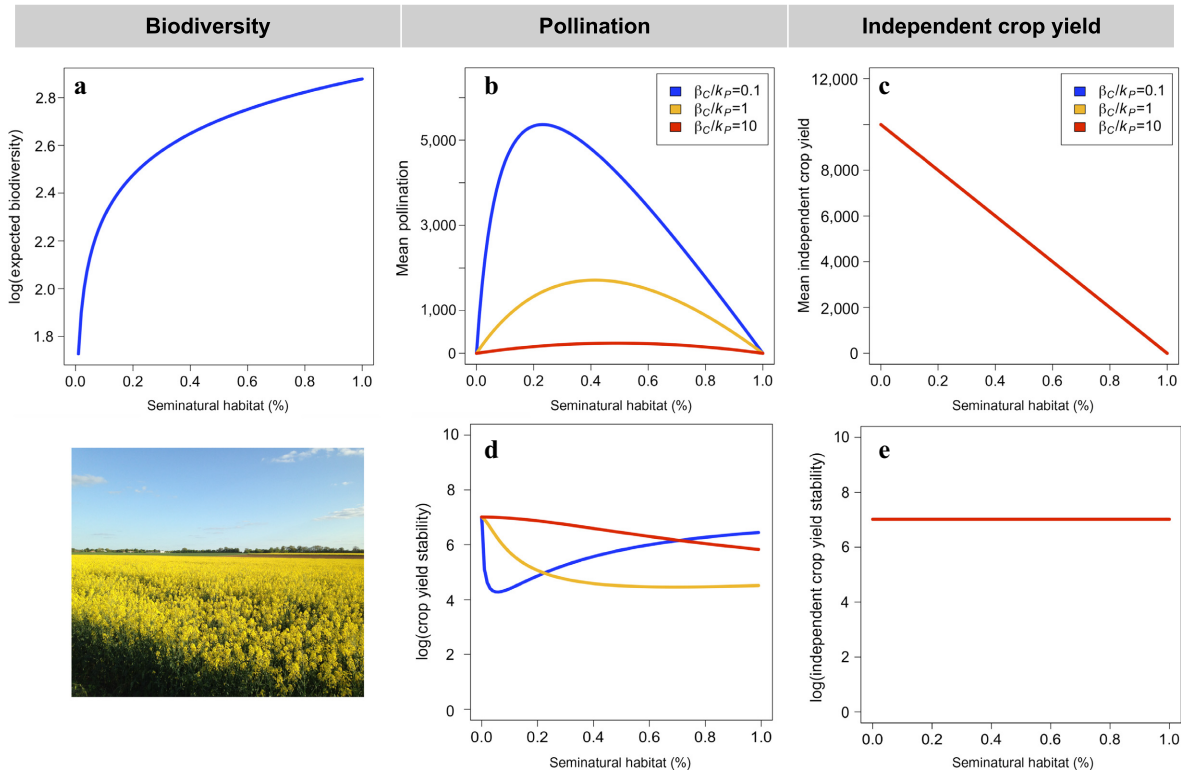 Biodiversity
Pollination
Independent crop yield
a
log(expected biodiversity)
2.8
2.6
2.4
2.2
2.0
1.8
0.0 0.2 0.4 0.6 0.8 1.0
Seminatural habitat (%)
b
βC/kP=0.1
βC/kP=1
βC/kP=10
Mean pollination
5,000
3,000
1,000
0
0.0 0.2 0.4 0.6 0.8 1.0
Seminatural habitat (%)
c
βC/kP=0.1
βC/kP=1
βC/kP=10
Mean independent crop yield
12,000
10,000
8,000
6,000
4,000
2,000
0
0.0 0.2 0.4 0.6 0.8 1.0
Seminatural habitat (%)
d
log(crop yield stability)
10
8
6
4
2
0
0.0 0.2 0.4 0.6 0.8 1.0
Seminatural habitat (%)
e
log(independent crop yield stability)
10
8
6
4
2
0
0.0 0.2 0.4 0.6 0.8 1.0
Seminatural habitat (%)